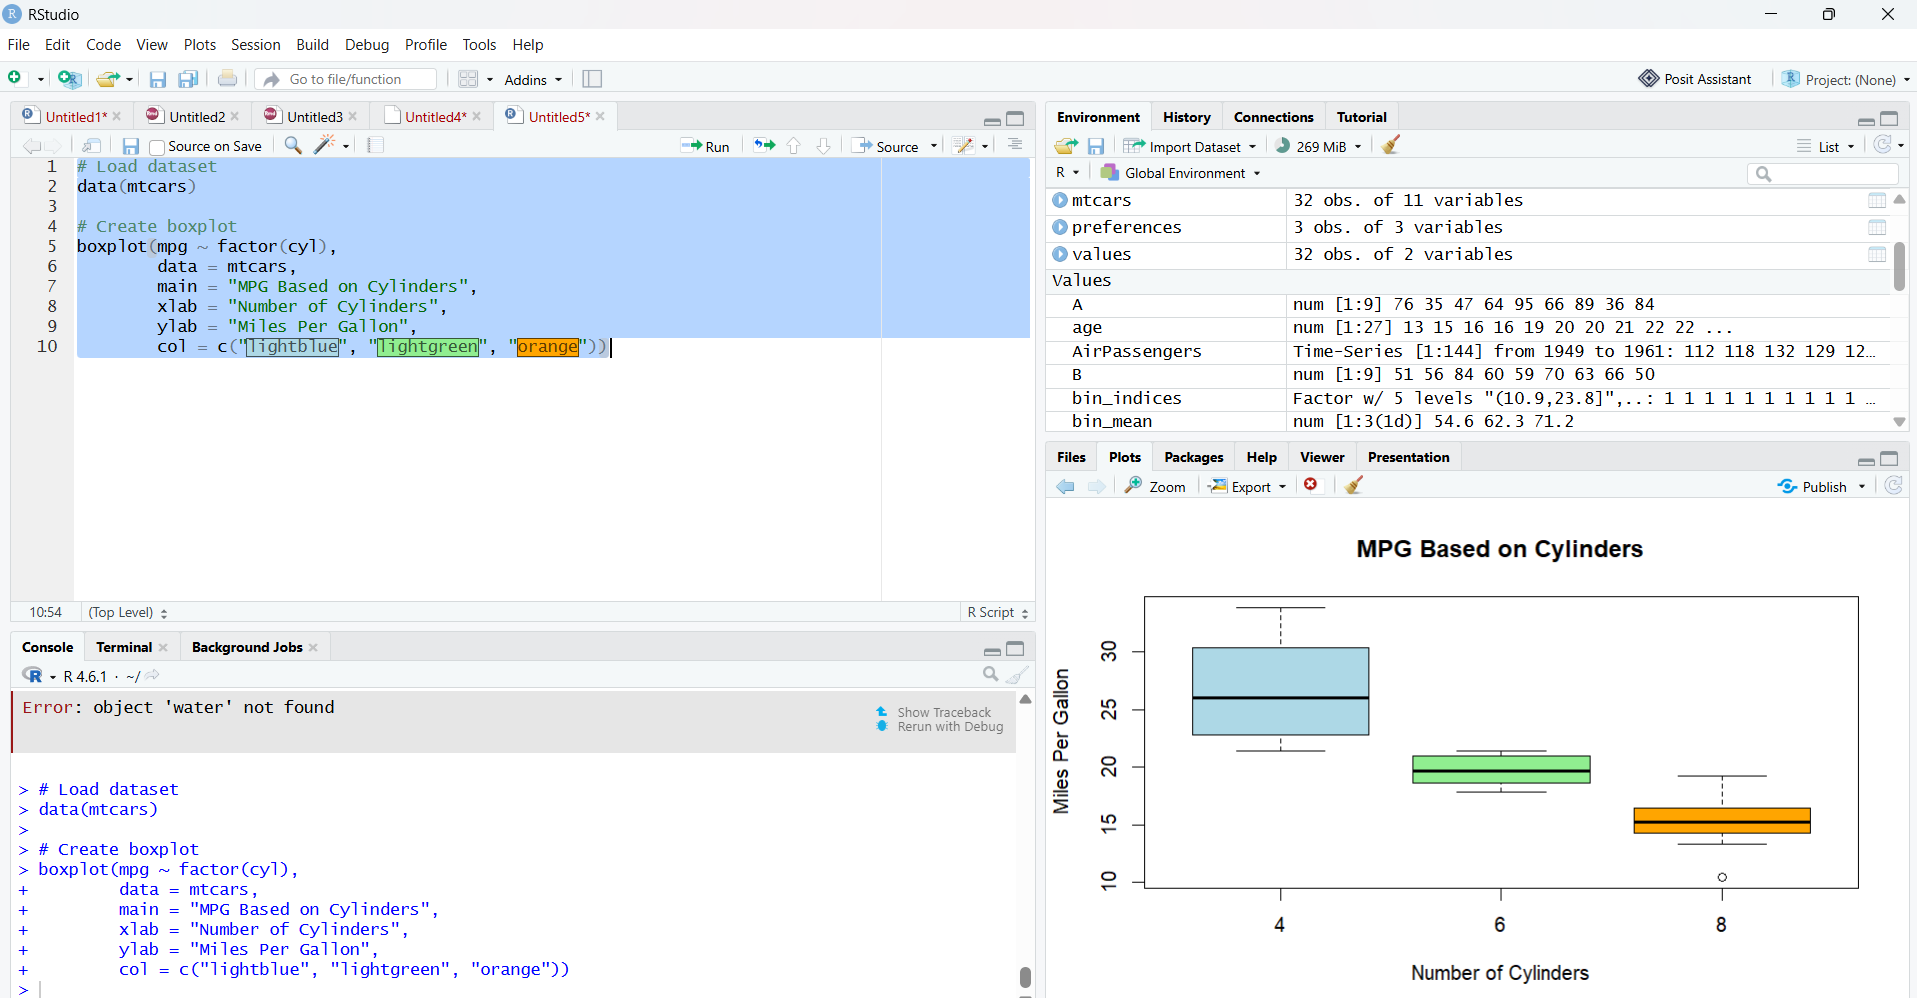 RStudio
File Edit Code View Plots Session Build Debug Profile Tools Help
Go to file/function Addins Posit Assistant Project: (None)
Untitled1* Untitled2 Untitled3 Untitled4* Untitled5*
Source on Save Run Source
1 # Load dataset
2 data(mtcars)
3
4 # Create boxplot
5 boxplot(mpg ~ factor(cyl),
6 data = mtcars,
7 main = "MPG Based on Cylinders",
8 xlab = "Number of Cylinders",
9 ylab = "Miles Per Gallon",
10 col = c("lightblue", "lightgreen", "orange"))
10:54 (Top Level) R Script
Console Terminal Background Jobs
R 4.6.1 · ~/
Error: object 'water' not found
Show Traceback
Rerun with Debug
> # Load dataset
> data(mtcars)
>
> # Create boxplot
> boxplot(mpg ~ factor(cyl),
+ data = mtcars,
+ main = "MPG Based on Cylinders",
+ xlab = "Number of Cylinders",
+ ylab = "Miles Per Gallon",
+ col = c("lightblue", "lightgreen", "orange"))
>
Environment History Connections Tutorial
Import Dataset 269 MiB List
R Global Environment
mtcars 32 obs. of 11 variables
preferences 3 obs. of 3 variables
values 32 obs. of 2 variables
Values
A num [1:9] 76 35 47 64 95 66 89 36 84
age num [1:27] 13 15 16 16 19 20 20 21 22 22 ...
AirPassengers Time-Series [1:144] from 1949 to 1961: 112 118 132 129 12…
B num [1:9] 51 56 84 60 59 70 63 66 50
bin_indices Factor w/ 5 levels "(10.9,23.8]",..: 1 1 1 1 1 1 1 1 1 1 …
bin_mean num [1:3(1d)] 54.6 62.3 71.2
Files Plots Packages Help Viewer Presentation
Zoom Export Publish
MPG Based on Cylinders
Miles Per Gallon
30
25
20
15
10
4 6 8
Number of Cylinders